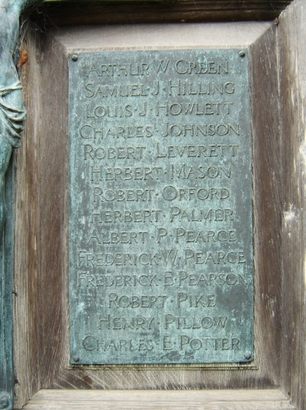 ARTHUR W GREEN
SAMUEL · J · HILLING
LOUIS · J · HOWLETT
CHARLES · JOHNSON
ROBERT · LEVERETT
HERBERT · MASON
ROBERT · ORFORD
HERBERT · PALMER
ALBERT · P · PEARCE
FREDERICK · W · PEARCE
FREDERICK · E · PEARSON
ROBERT · PIKE
HENRY · PILLOW
CHARLES · E · POTTER